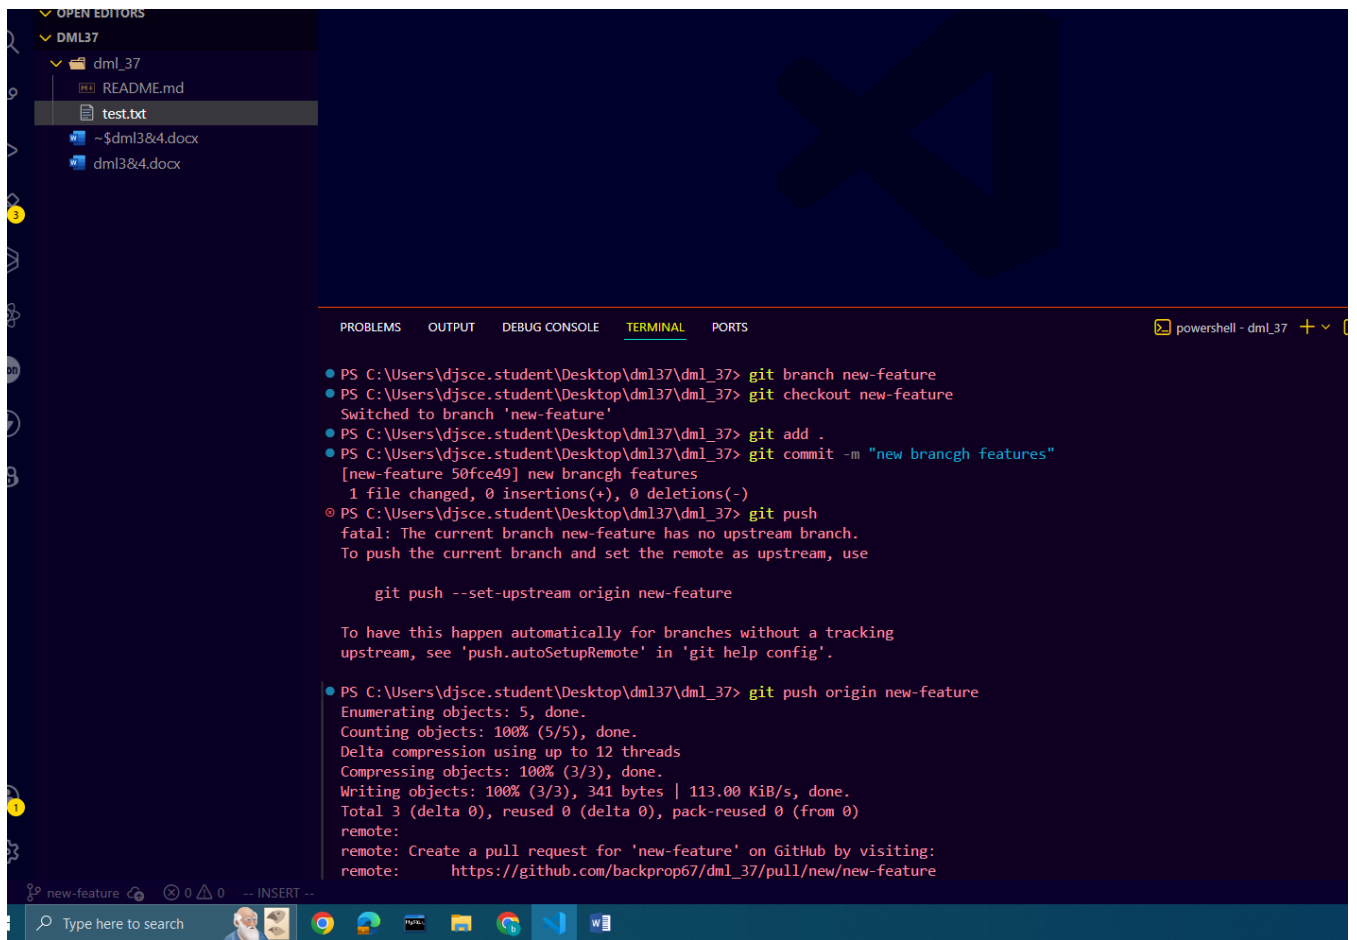 OPEN EDITORS
DML37
dml_37
README.md
test.txt
~$dml3&4.docx
dml3&4.docx
3
PROBLEMS OUTPUT DEBUG CONSOLE TERMINAL PORTS
powershell - dml_37
PS C:\Users\djsce.student\Desktop\dml37\dml_37> git branch new-feature
PS C:\Users\djsce.student\Desktop\dml37\dml_37> git checkout new-feature
Switched to branch 'new-feature'
PS C:\Users\djsce.student\Desktop\dml37\dml_37> git add .
PS C:\Users\djsce.student\Desktop\dml37\dml_37> git commit -m "new brancgh features"
[new-feature 50fce49] new brancgh features
1 file changed, 0 insertions(+), 0 deletions(-)
PS C:\Users\djsce.student\Desktop\dml37\dml_37> git push
fatal: The current branch new-feature has no upstream branch.
To push the current branch and set the remote as upstream, use
git push --set-upstream origin new-feature
To have this happen automatically for branches without a tracking
upstream, see 'push.autoSetupRemote' in 'git help config'.
PS C:\Users\djsce.student\Desktop\dml37\dml_37> git push origin new-feature
Enumerating objects: 5, done.
Counting objects: 100% (5/5), done.
Delta compression using up to 12 threads
Compressing objects: 100% (3/3), done.
Writing objects: 100% (3/3), 341 bytes | 113.00 KiB/s, done.
Total 3 (delta 0), reused 0 (delta 0), pack-reused 0 (from 0)
remote:
remote: Create a pull request for 'new-feature' on GitHub by visiting:
remote: https://github.com/backprop67/dml_37/pull/new/new-feature
1
new-feature 0 0 -- INSERT --
Type here to search